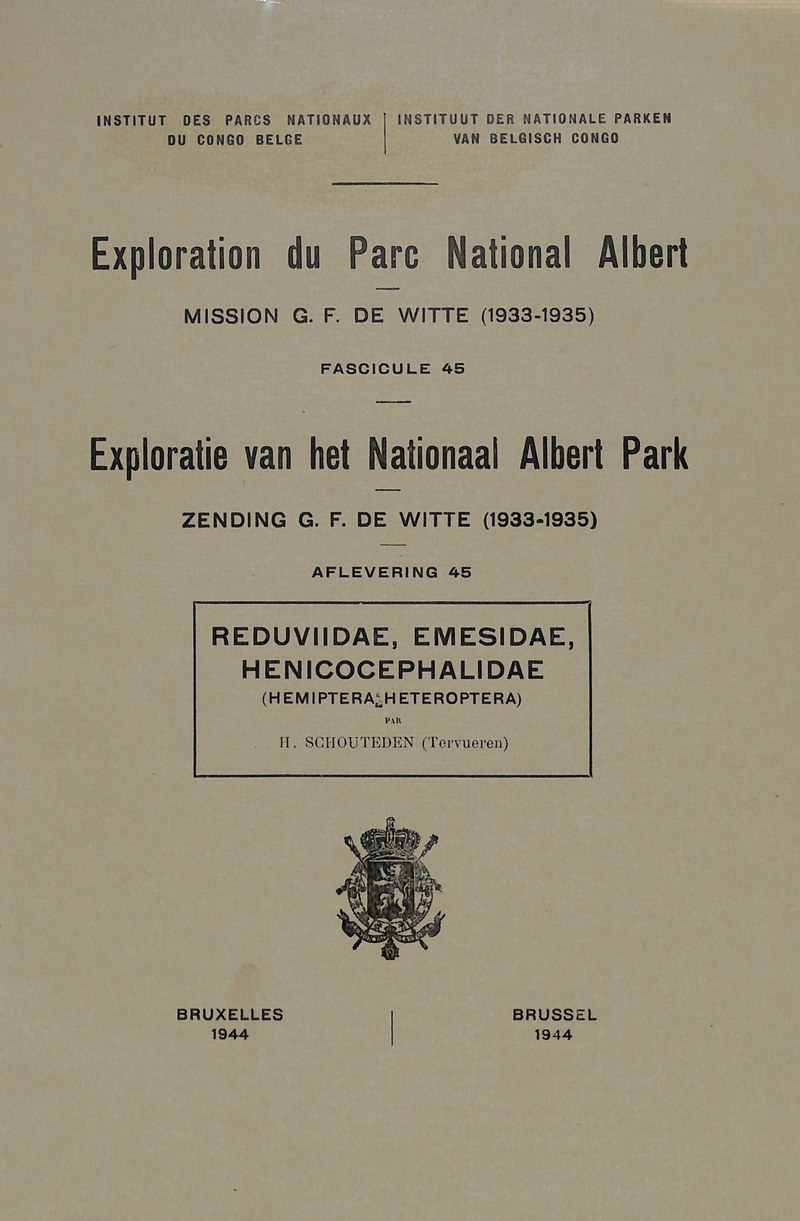 INSTITUT DES PARCS NATIONAUX
DU CONGO BELGE
INSTITUUT DER NATIONALE PARKEN
VAN BELGISCH CONGO
Exploration du Parc National Albert
MISSION G. F. DE WITTE (1933-1935)
FASCICULE 45
Exploratie van het Nationaal Albert Park
ZENDING G. F. DE WITTE (1933-1935)
AFLEVERING 45
REDUVIIDAE, EMESIDAE,
HENICOCEPHALIDAE
(HEMIPTERA-HETEROPTERA)
PAR
H. SCHOUTEDEN (Tervueren)
BRUXELLES
1944
BRUSSEL
1944